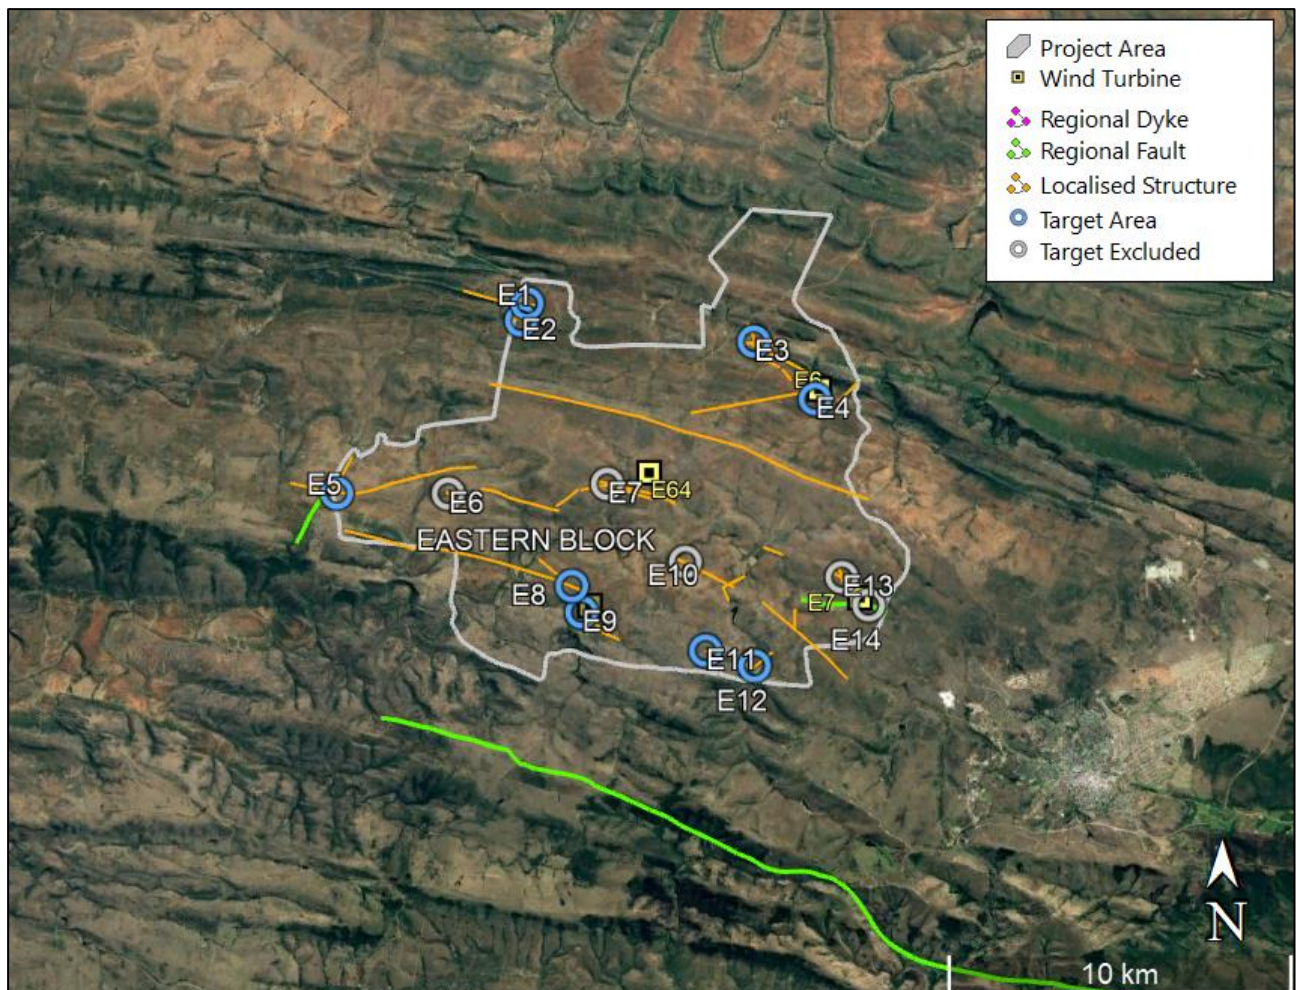 Project Area
Wind Turbine
Regional Dyke
Regional Fault
Localised Structure
Target Area
Target Excluded
E1
E2
E3
E6
E4
E5
E6
E7
E64
EASTERN BLOCK
E10
E8
E9
E13
E7
E14
E11
E12
N
10 km